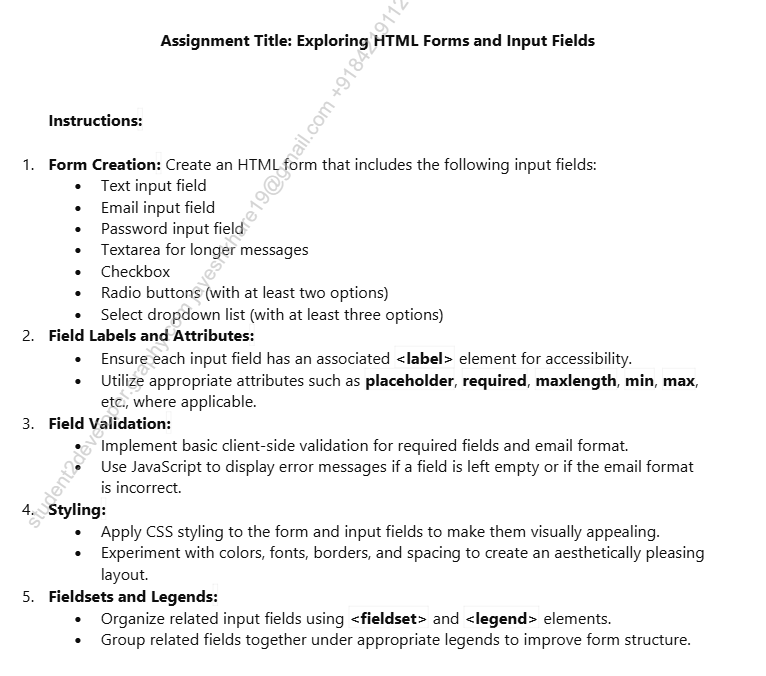 Assignment Title: Exploring HTML Forms and Input Fields
Instructions:
1. Form Creation: Create an HTML form that includes the following input fields:
• Text input field
• Email input field
• Password input field
• Textarea for longer messages
• Checkbox
• Radio buttons (with at least two options)
• Select dropdown list (with at least three options)
2. Field Labels and Attributes:
• Ensure each input field has an associated <label> element for accessibility.
• Utilize appropriate attributes such as placeholder, required, maxlength, min, max,
etc., where applicable.
3. Field Validation:
• Implement basic client-side validation for required fields and email format.
• Use JavaScript to display error messages if a field is left empty or if the email format
is incorrect.
4. Styling:
• Apply CSS styling to the form and input fields to make them visually appealing.
• Experiment with colors, fonts, borders, and spacing to create an aesthetically pleasing
layout.
5. Fieldsets and Legends:
• Organize related input fields using <fieldset> and <legend> elements.
• Group related fields together under appropriate legends to improve form structure.